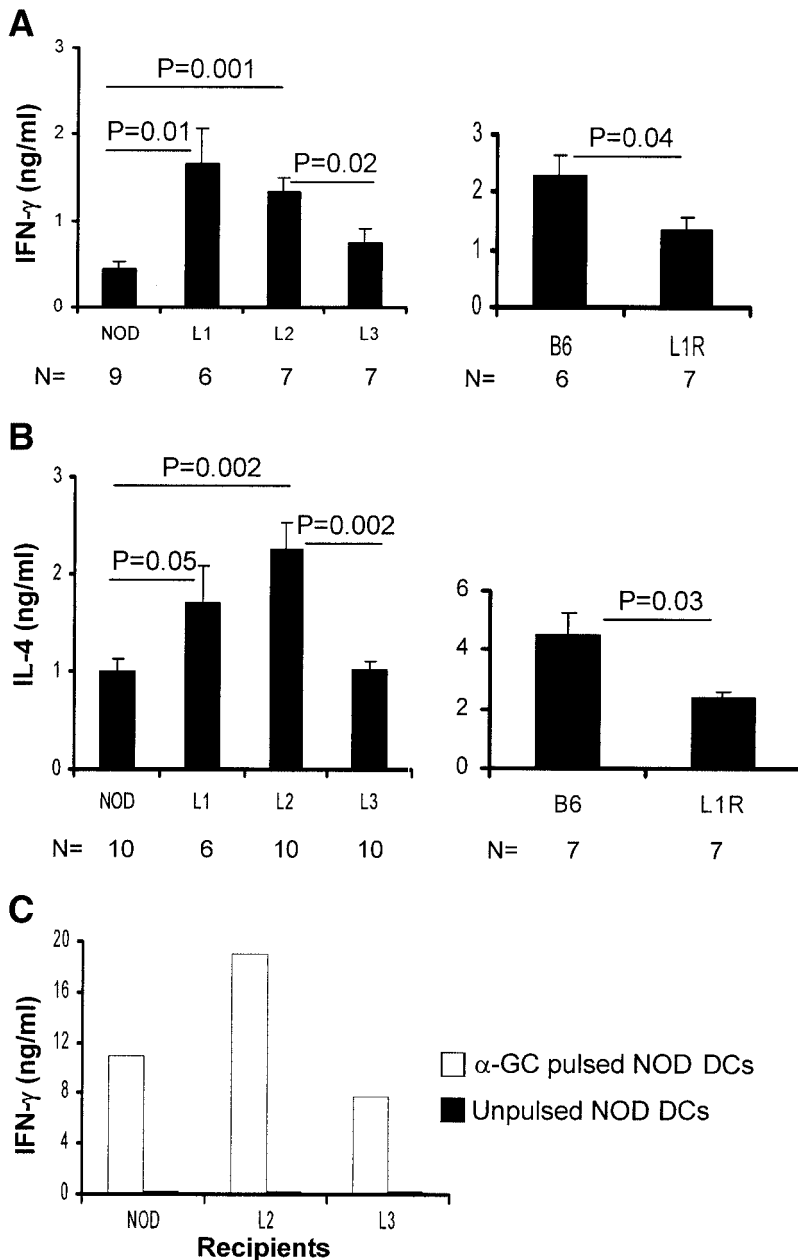 A
IFN-γ (ng/ml)
3
2
1
0
P=0.001
P=0.01
P=0.02
NOD L1 L2 L3
N= 9 6 7 7
3
2
1
0
P=0.04
B6 L1R
N= 6 7
B
IL-4 (ng/ml)
3
2
1
0
P=0.002
P=0.05
P=0.002
NOD L1 L2 L3
N= 10 6 10 10
6
4
2
0
P=0.03
B6 L1R
N= 7 7
C
IFN-γ (ng/ml)
20
16
12
8
4
0
NOD L2 L3
Recipients
α-GC pulsed NOD DCs
Unpulsed NOD DCs